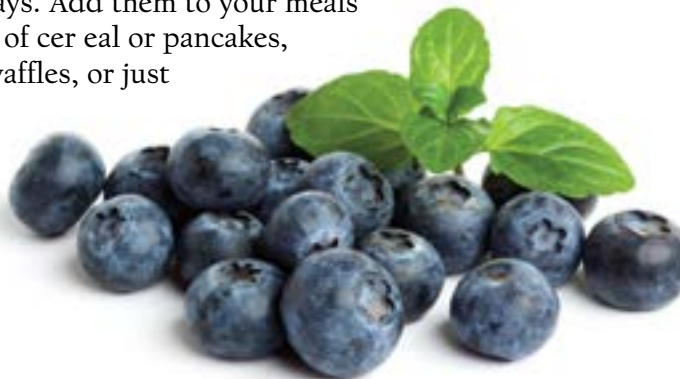 ays. Add them to your meals
of cer eal or pancakes,
waffles, or just